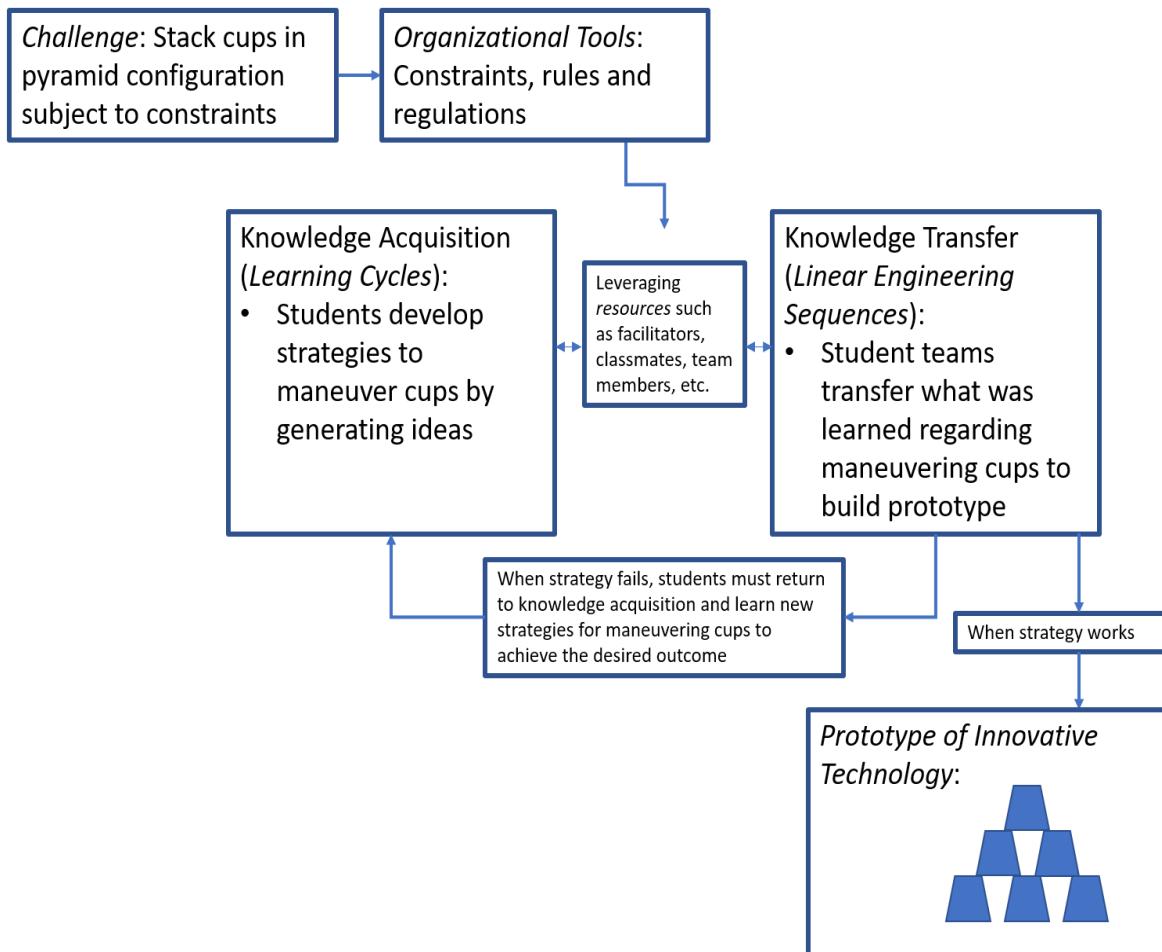 Challenge: Stack cups in
pyramid configuration
subject to constraints
Organizational Tools:
Constraints, rules and
regulations
Knowledge Acquisition
(Learning Cycles):
• Students develop
strategies to
maneuver cups by
generating ideas
Leveraging
resources such
as facilitators,
classmates, team
members, etc.
Knowledge Transfer
(Linear Engineering
Sequences):
• Student teams
transfer what was
learned regarding
maneuvering cups to
build prototype
When strategy fails, students must return
to knowledge acquisition and learn new
strategies for maneuvering cups to
achieve the desired outcome
When strategy works
Prototype of Innovative
Technology: